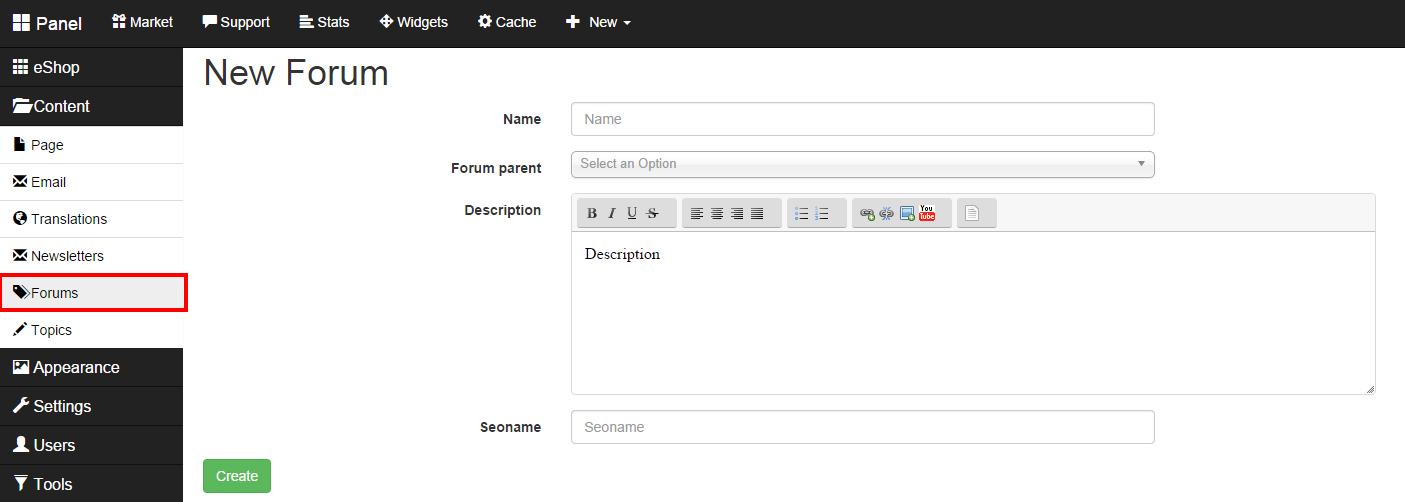 Panel Market Support Stats Widgets Cache New
eShop
Content
Page
Email
Translations
Newsletters
Forums
Topics
Appearance
Settings
Users
Tools
New Forum
Name Name
Forum parent Select an Option
Description B I U S You Tube
Description
Seoname Seoname
Create